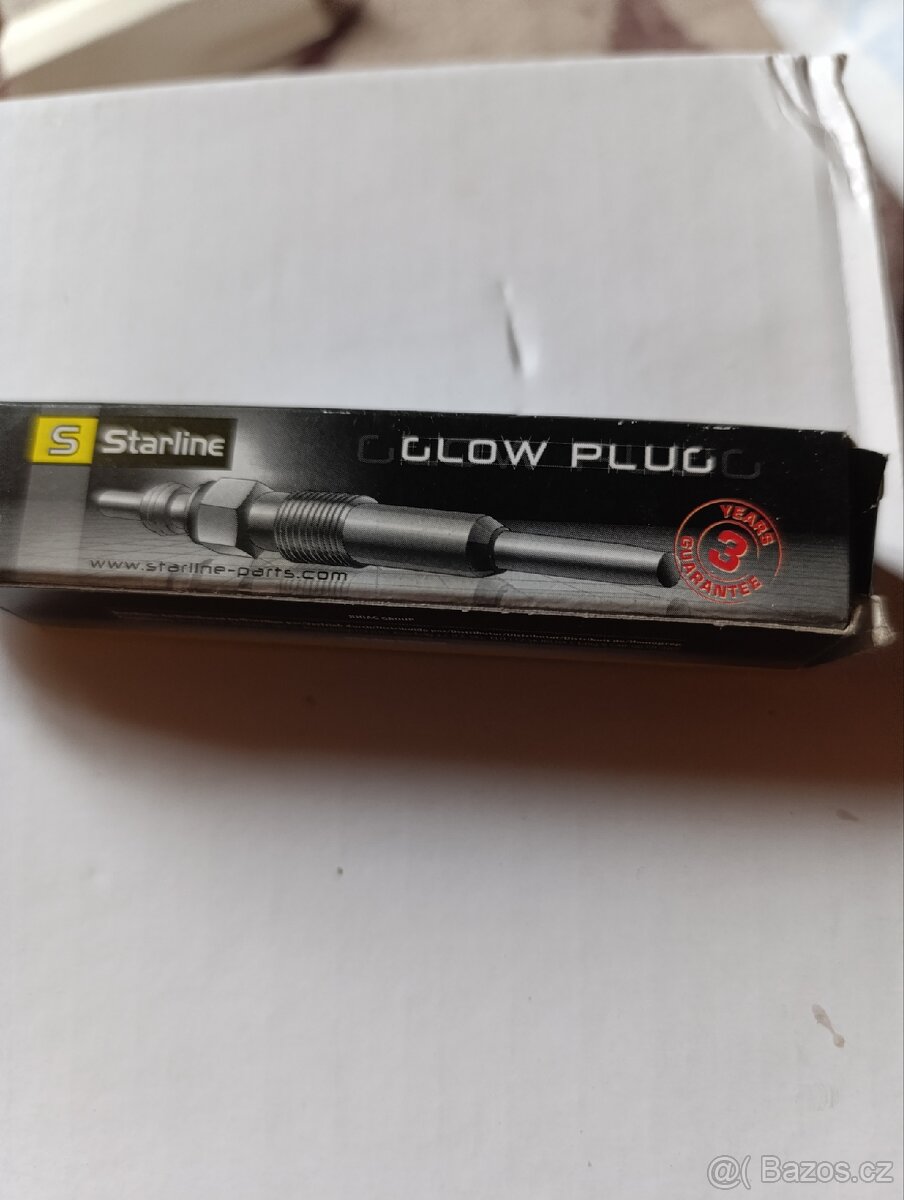 S Starline
GLOW PLUG
YEARS
3
GUARANTEE
www.starline-parts.com
@( Bazos.cz